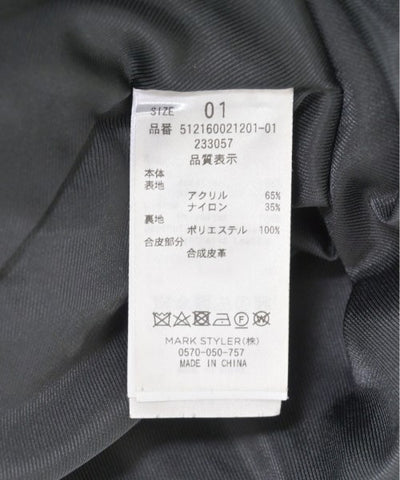 SIZE 01
品番 512160021201-01
233057
品質表示
本体
表地
アクリル 65%
ナイロン 35%
裏地
ポリエステル 100%
合皮部分
合成皮革
MARK STYLER(株)
0570-050-757
MADE IN CHINA